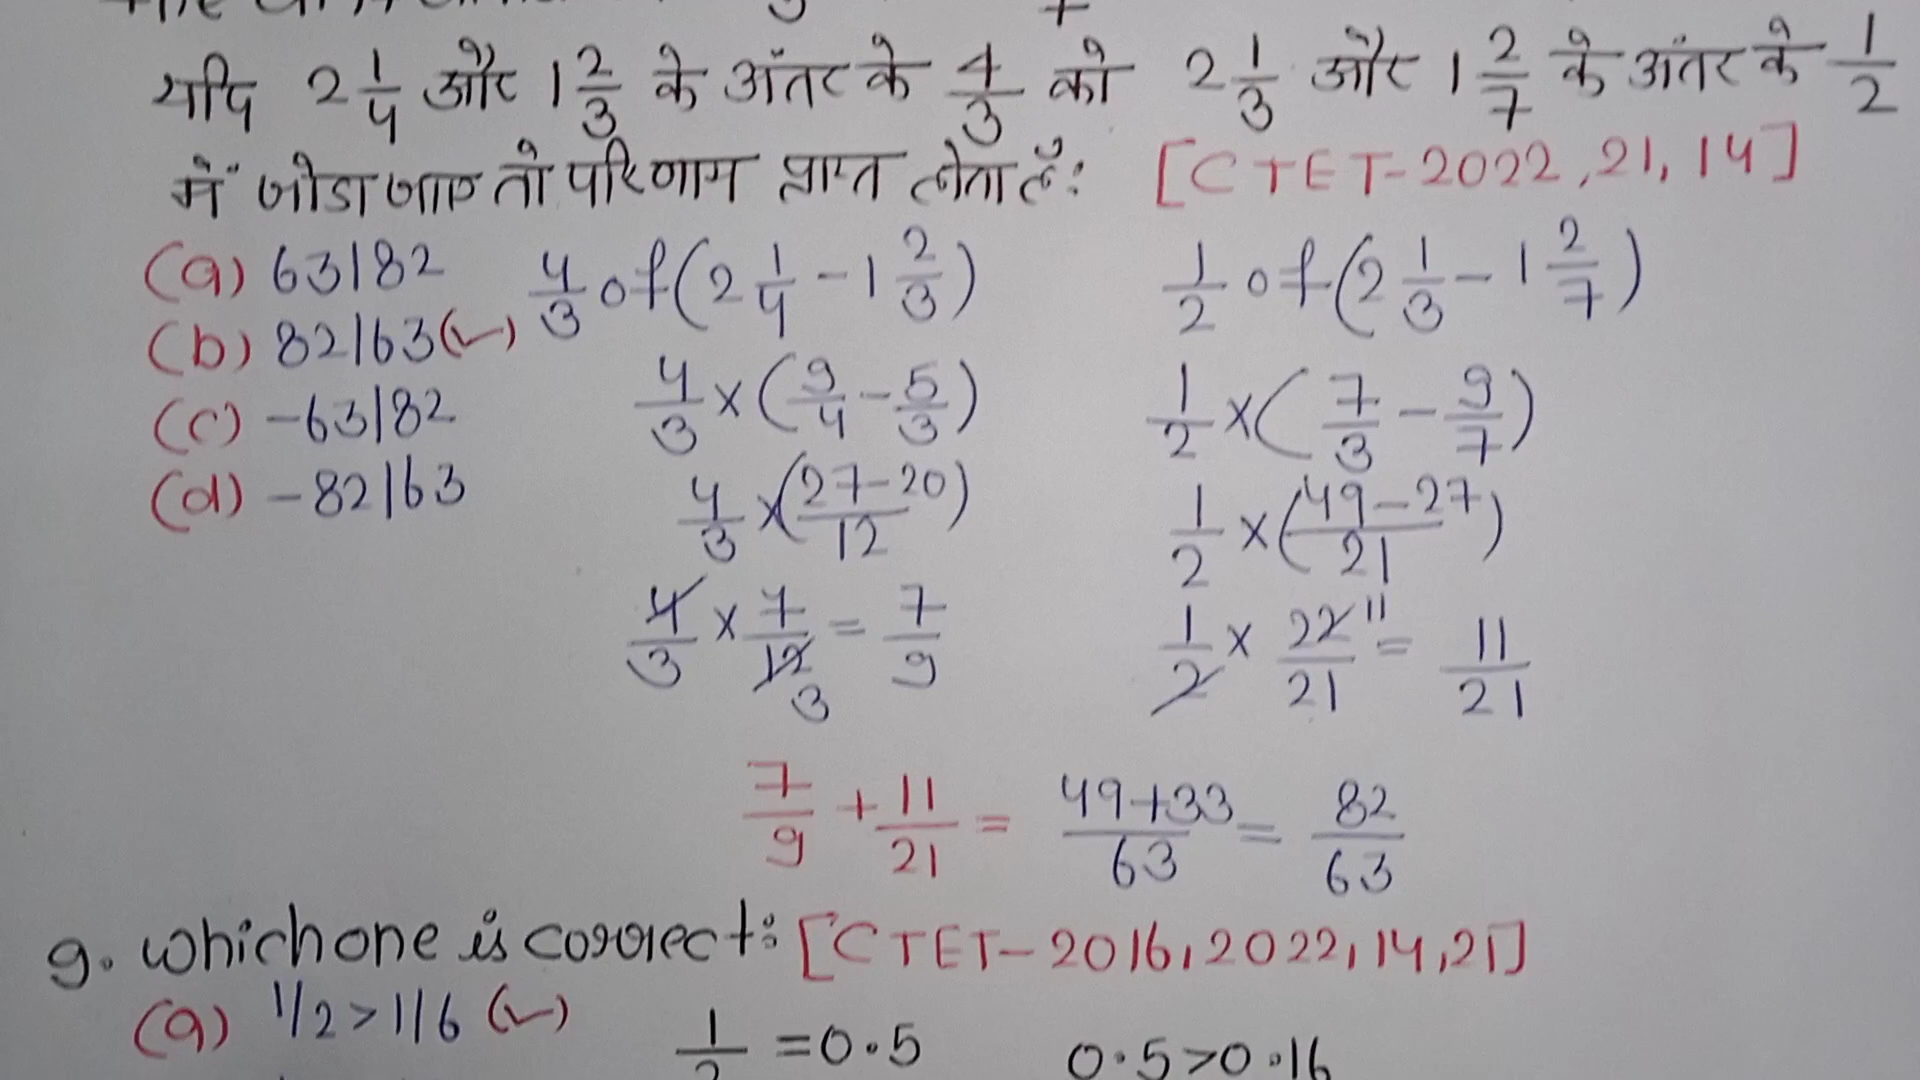 यदि 2 1/4 और 1 2/3 के अंतर के 4/3 को 2 1/3 और 1 2/7 के अंतर के 1/2
में जोडा जाए तो परिणाम प्राप्त होता है: [CTET-2022,21,14]
(a) 63/82
(b) 82/63(✓)
(c) -63/82
(d) -82/63
4/3 of (2 1/4 - 1 2/3)
4/3 × (9/4 - 5/3)
4/3 × (27-20)/12
4/3 × 7/12 3 = 7/9
1/2 of (2 1/3 - 1 2/7)
1/2 × (7/3 - 9/7)
1/2 × (49-27)/21
1/2 × 22/21 11 = 11/21
7/9 + 11/21 = 49+33/63 = 82/63
9. which one is correct: [CTET-2016,2022,14,21]
(a) 1/2 > 1/6 (✓) 1/2 = 0.5 0.5>0.16